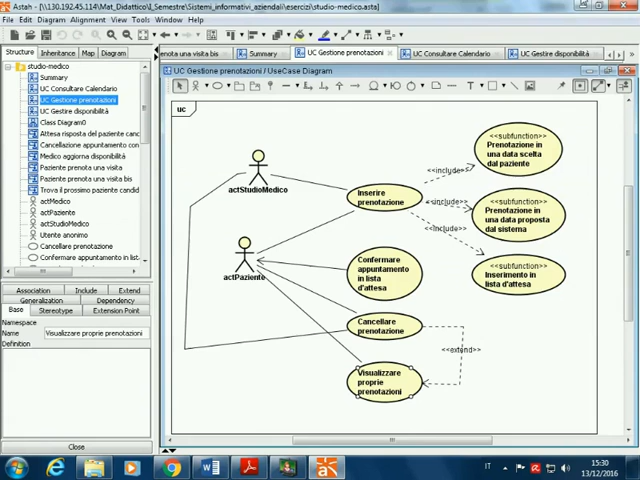 Astah - [\\130.192.45.114\Mat_Didattico\I_Semestre\Sistemi_informativi_aziendali\esercizio\studio-medico.asta]
File Edit Diagram Alignment View Tool Window Help
Structure Inheritance Map Diagram
enota una visita bis Summary UC Gestione prenotazioni UC Consultare Calendario UC Gestire disponibilità
UC Gestione prenotazioni / UseCase Diagram
studio-medico
Summary
UC Consultare Calendario
UC Gestione prenotazioni
UC Gestire disponibilità
Class Diagram0
Attesa risposta del paziente cand
Cancellazione appuntamento con
Medico aggiorna disponibilità
Paziente prenota una visita
Paziente prenota una visita bis
Trova il prossimo paziente candid
actMedico
actPaziente
actStudioMedico
Utente anonimo
Cancellare prenotazione
Confermare appuntamento in list
Association Include Extend
Generalization Dependency
Base Stereotype Extension Point
Namespace
Name Visualizzare proprie prenotazioni
Definition
Close
uc
actStudioMedico
actPaziente
Inserire
prenotazione
Confermare
appuntamento
in lista
d'attesa
Cancellare
prenotazione
Visualizzare
proprie
prenotazioni
<<include>>
<<include>>
<<include>>
<<extend>>
<<subfunction>>
Prenotazione in
una data scelta
dal paziente
<<subfunction>>
Prenotazione in
una data proposta
dal sistema
<<subfunction>>
Inserimento in
lista d'attesa
IT
15:30
13/12/2016